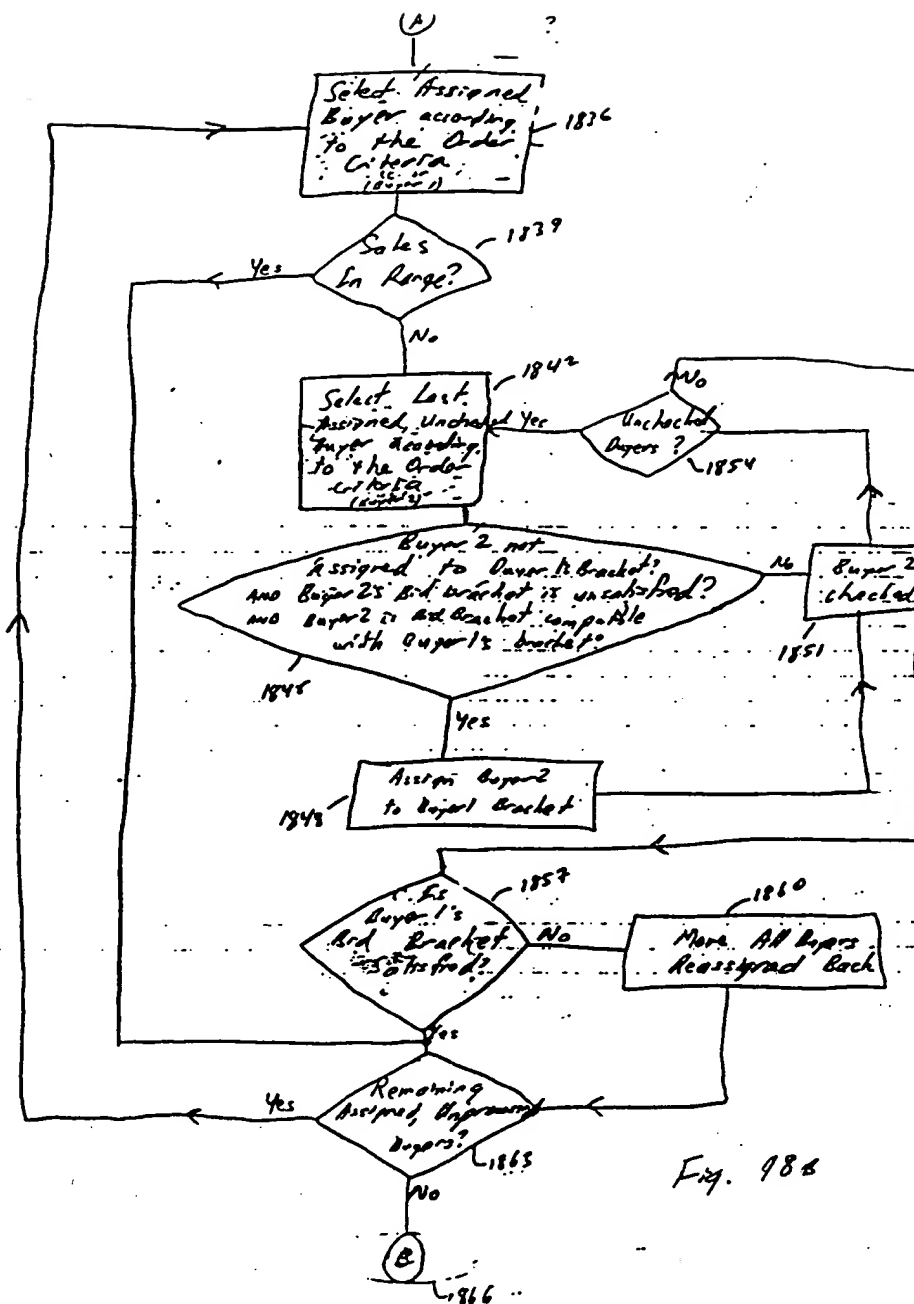 A
Select Assigned
Buyer according
to the Order
Criteria
(Buyer 1)
1836
Sales
In Range?
1839
Yes
No
Select Last
Assigned, Unchecked
Buyer According
to the Order
Criteria
(Buyer 2)
1842
Yes
Unchecked
Buyers?
No
1854
Buyer 2 not
Assigned to Buyer 1's Bracket?
AND Buyer 2's Bid Bracket is unsatisfied?
AND Buyer 2 is Bid Bracket
with Buyer 1's bracket?
No
Buyer 2
checked
1851
Yes
Assign Buyer 2
to Buyer 1 Bracket
1848
Is
Buyer 1's
Bid Bracket
Satisfied?
1857
No
Move All Buyers
Reassigned Back
1860
Yes
Remaining
Assigned,
Buyers?
1863
Yes
No
B
1866
Fig. 98B